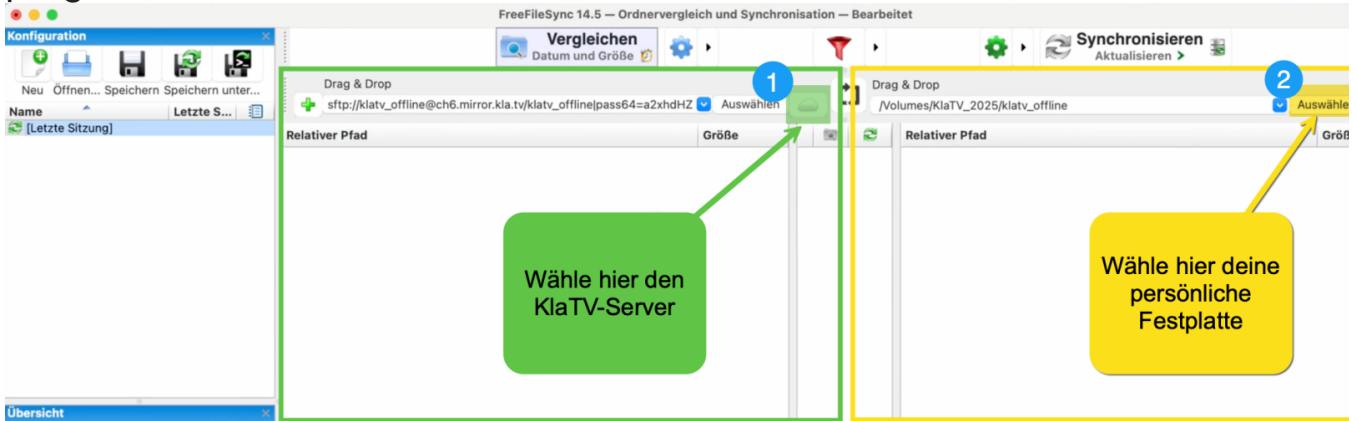 FreeFileSync 14.5 — Ordnervergleich und Synchronisation — Bearbeitet
Konfiguration
Neu Öffnen... Speichern Speichern unter...
Name Letzte S...
[Letzte Sitzung]
Vergleichen
Datum und Größe
Synchronisieren
Aktualisieren >
1
Drag & Drop
sftp://klatv_offline@ch6.mirror.kla.tv/klatv_offline|pass64=a2xhdHZ Auswählen
Relativer Pfad Größe
2
Drag & Drop
/Volumes/KlaTV_2025/klatv_offline Auswähle
Relativer Pfad Größ
Wähle hier den
KlaTV-Server
Wähle hier deine
persönliche
Festplatte
Übersicht